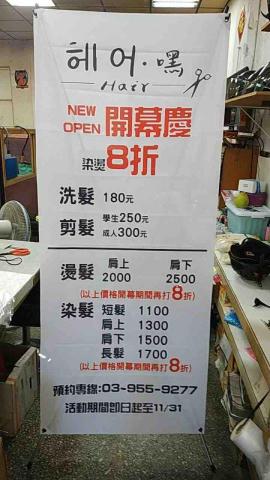 헤어·嘿
Hair
NEW OPEN 開幕慶
染燙 8折
洗髮 180元
剪髮 學生250元 成人300元
肩上 肩下
燙髮 2000 2500
(以上價格開幕期間再打8折)
染髮 短髮 1100
肩上 1300
肩下 1500
長髮 1700
(以上價格開幕期間再打8折)
預約專線:03-955-9277
活動期間即日起至11/31